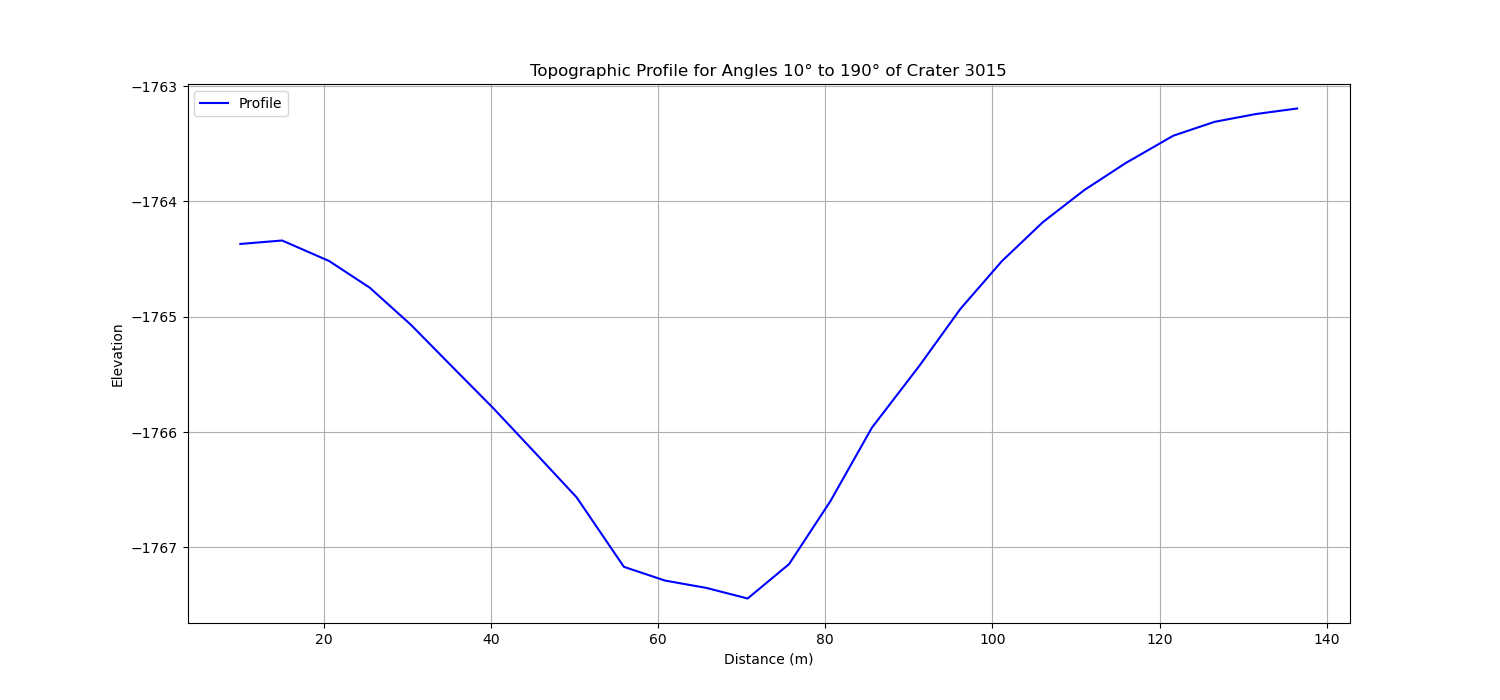 Topographic Profile for Angles 10° to 190° of Crater 3015
Profile
−1763
−1764
−1765
−1766
−1767
Elevation
20 40 60 80 100 120 140
Distance (m)